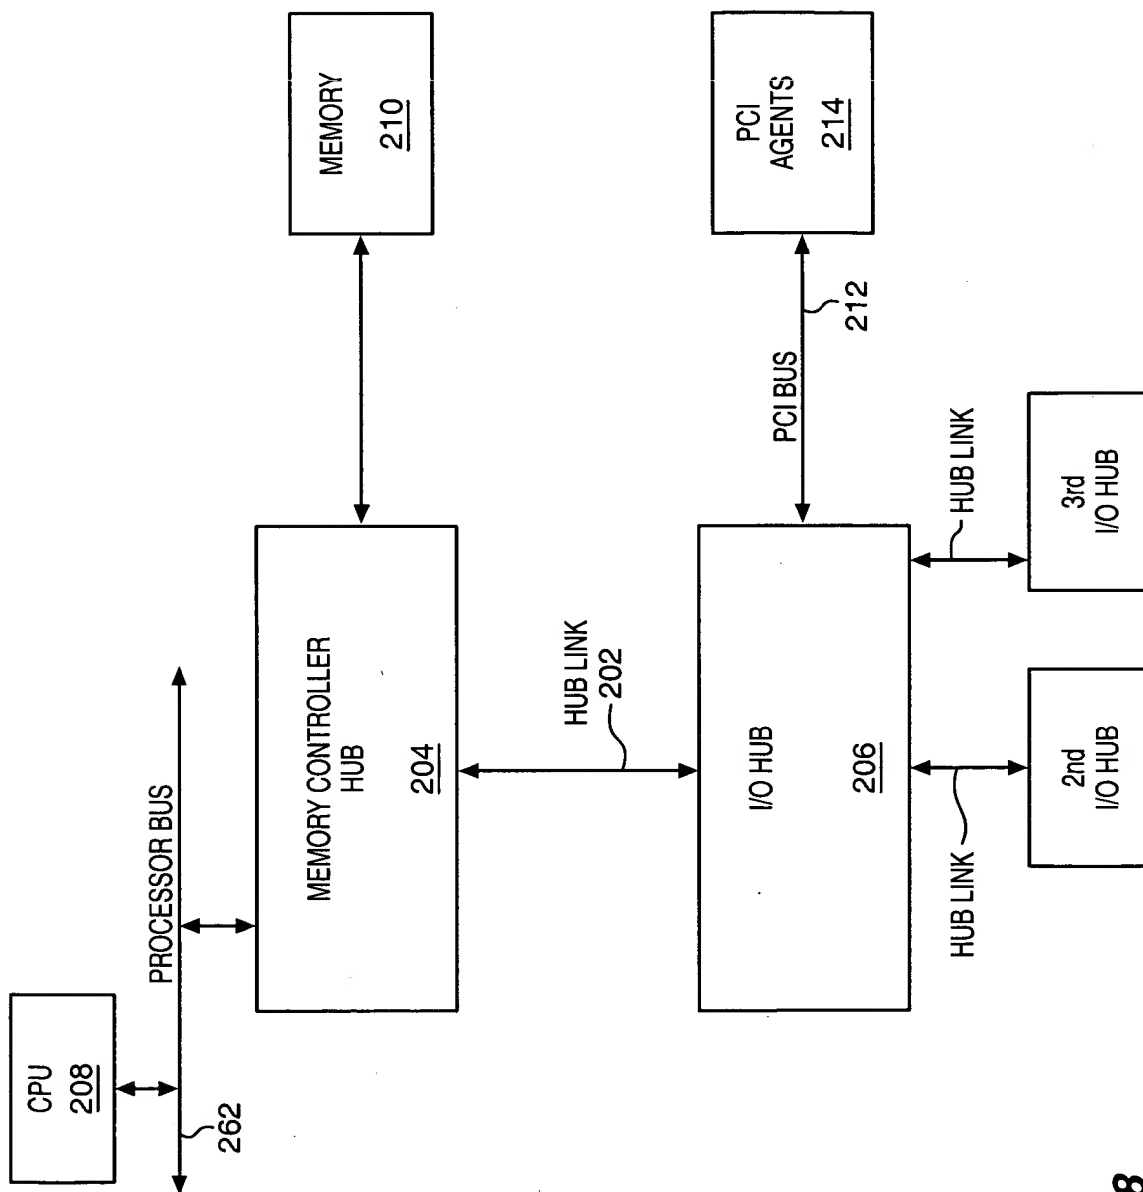 CPU
208
262
PROCESSOR BUS
MEMORY CONTROLLER
HUB
204
MEMORY
210
HUB LINK
202
I/O HUB
206
PCI BUS
212
PCI
AGENTS
214
HUB LINK
HUB LINK
2nd
I/O HUB
3rd
I/O HUB